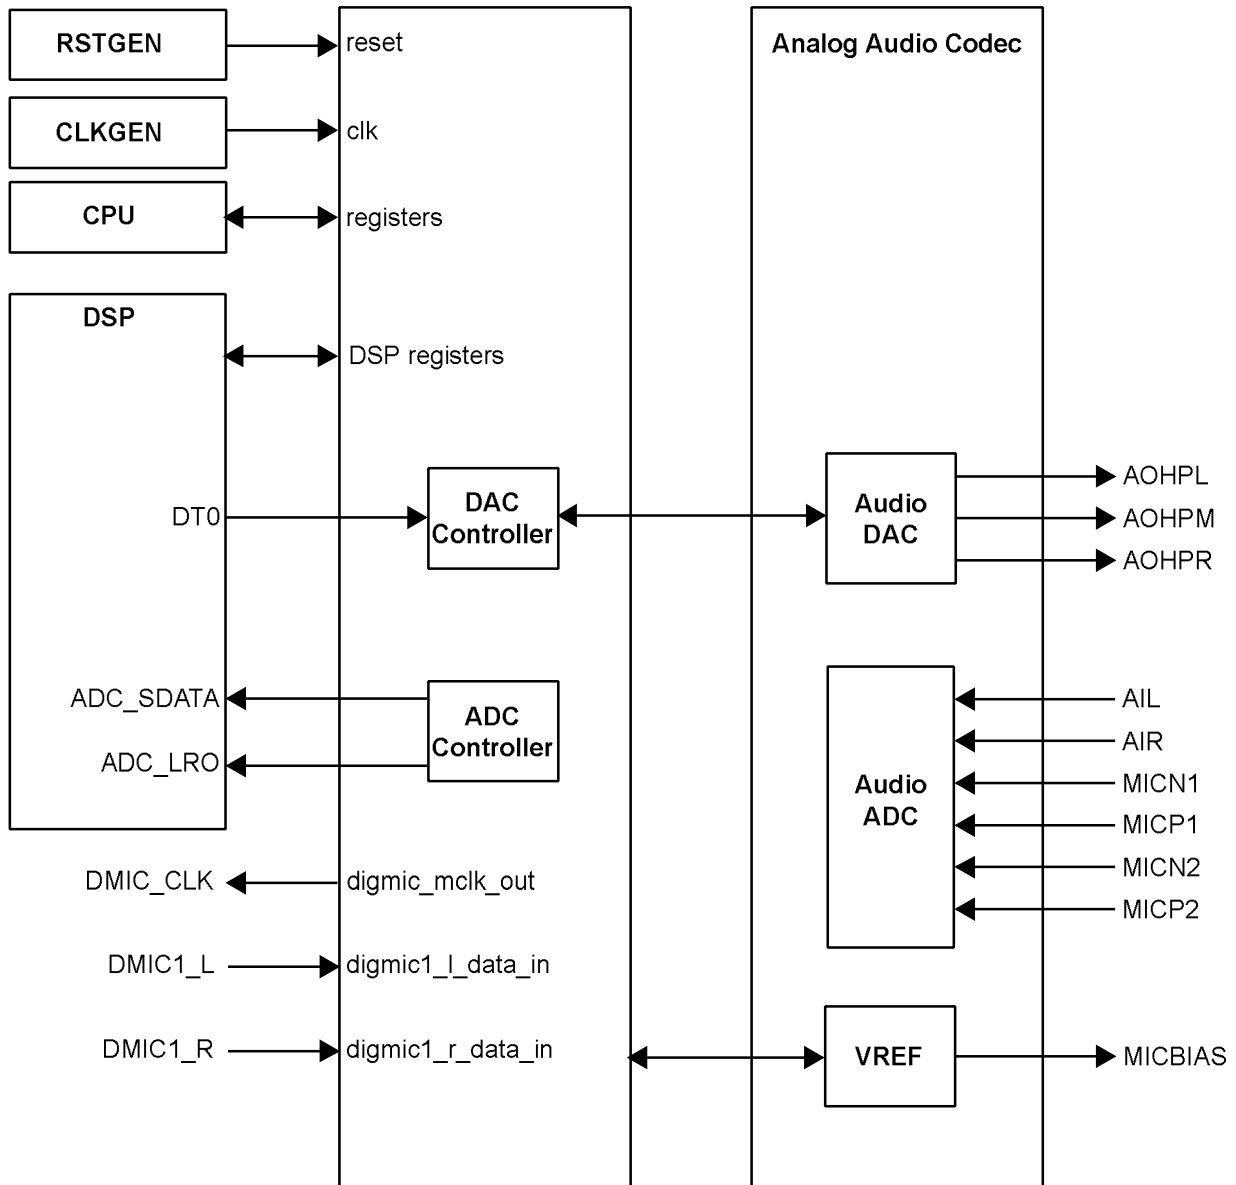 RSTGEN
reset
Analog Audio Codec
CLKGEN
clk
CPU
registers
DSP
DSP registers
DT0
DAC
Controller
Audio
DAC
AOHPL
AOHPM
AOHPR
ADC_SDATA
ADC_LRO
ADC
Controller
Audio
ADC
AIL
AIR
MICN1
MICP1
MICN2
MICP2
DMIC_CLK
digmic_mclk_out
DMIC1_L
digmic1_l_data_in
DMIC1_R
digmic1_r_data_in
VREF
MICBIAS